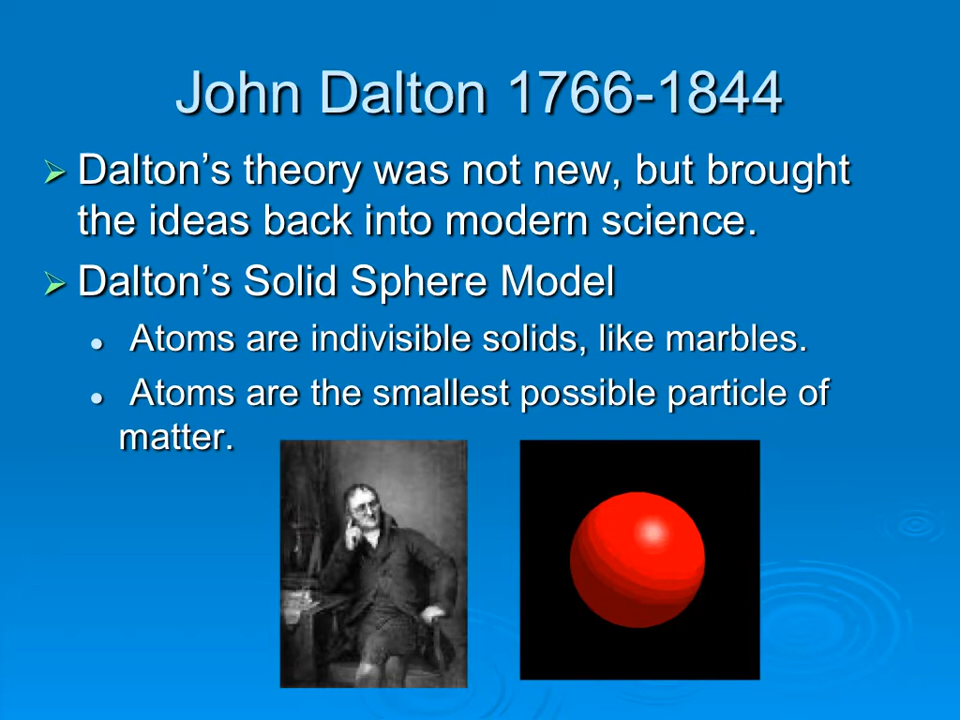 John Dalton 1766-1844
Dalton’s theory was not new, but brought
the ideas back into modern science.
Dalton’s Solid Sphere Model
Atoms are indivisible solids, like marbles.
Atoms are the smallest possible particle of
matter.